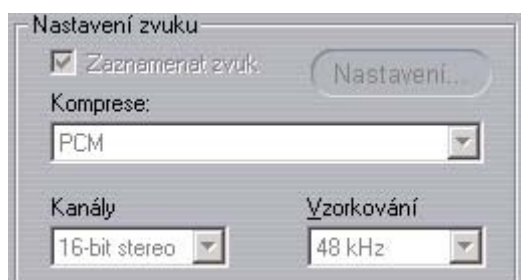 Nastavení zvuku
Zaznamenat zvuk
Nastavení...
Komprese:
PCM
Kanály
Vzorkování
16-bit stereo
48 kHz